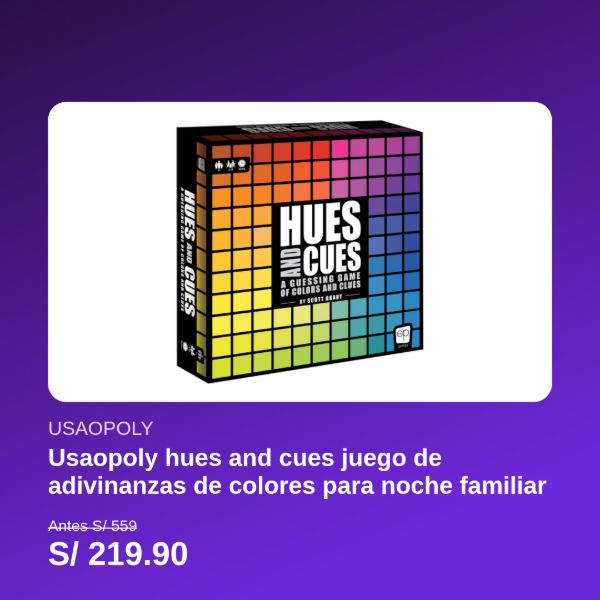 HUES
AND
CUES
A GUESSING GAME
OF COLORS AND CLUES
BY SCOTT BRADY
HUES AND CUES
A GUESSING GAME OF COLORS AND CLUES
USAOPOLY
Usaopoly hues and cues juego de
adivinanzas de colores para noche familiar
Antes S/ 559
S/ 219.90